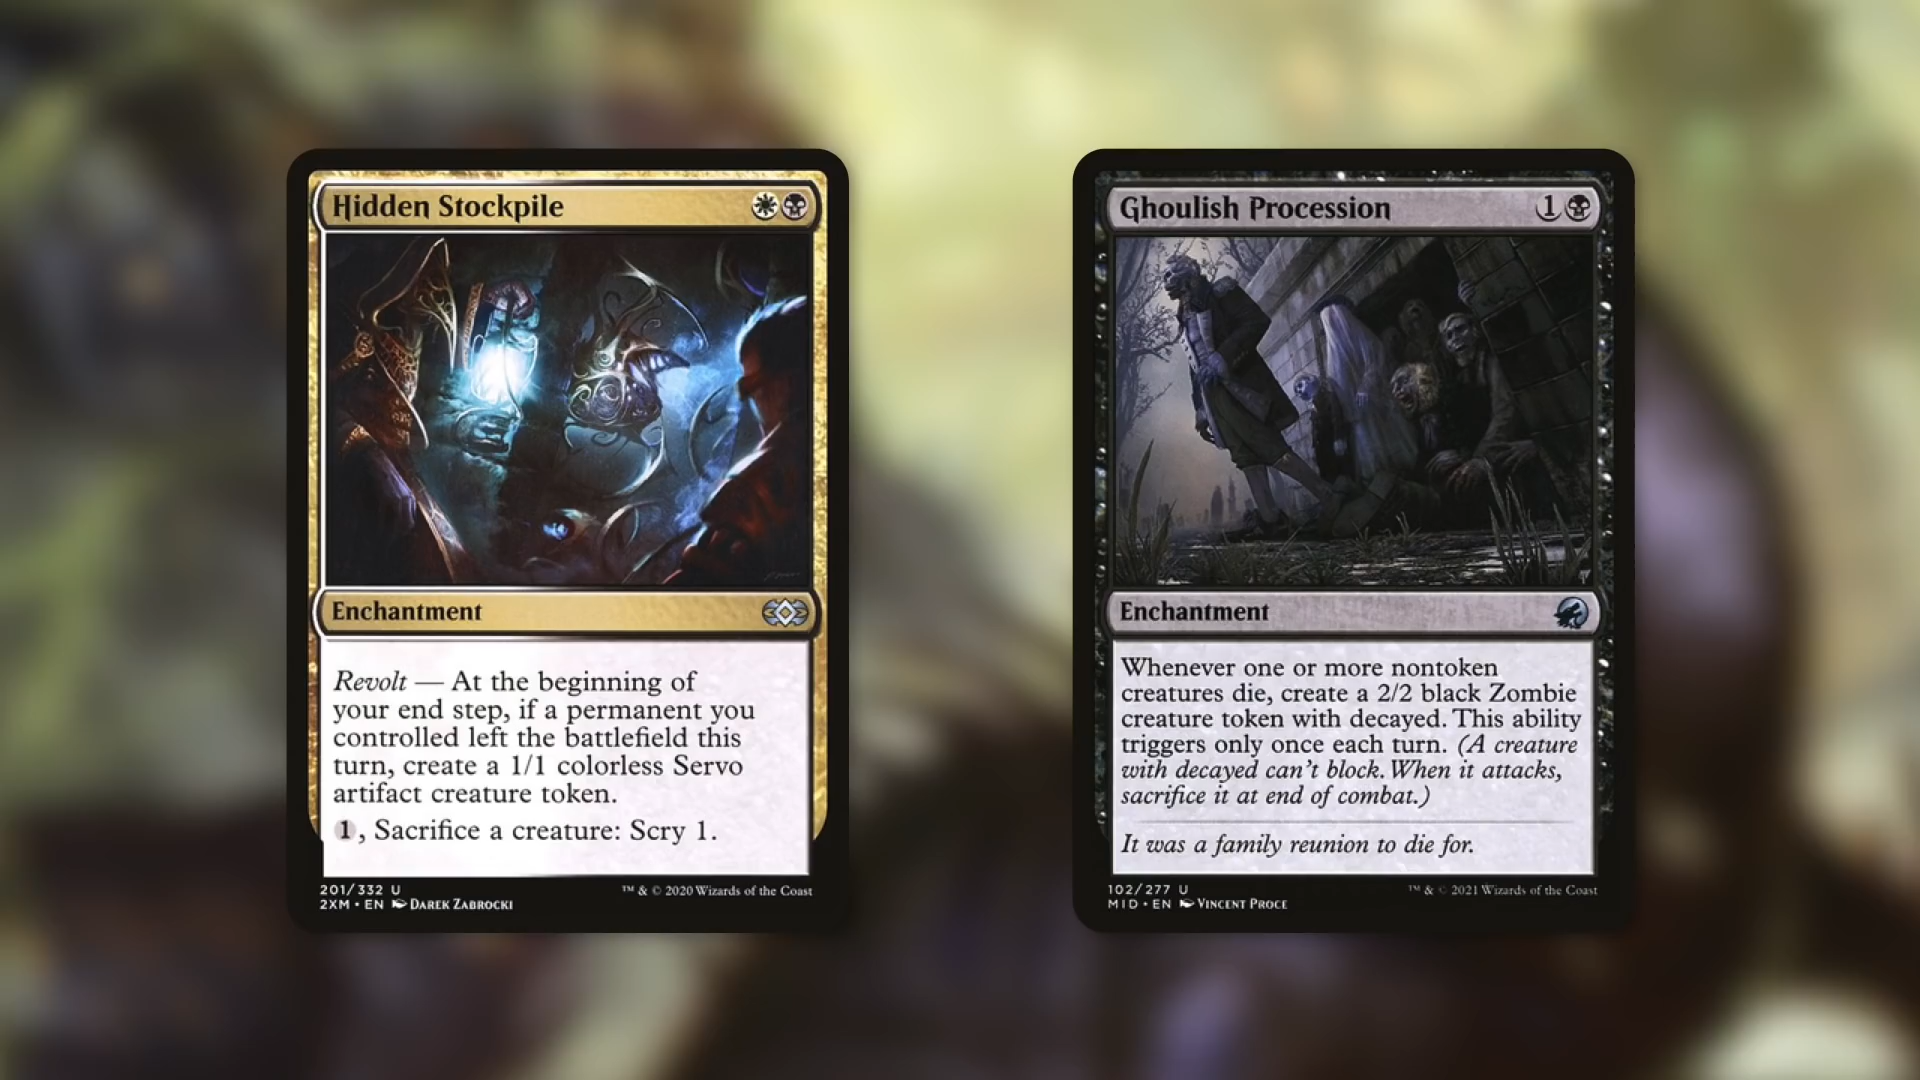 Hidden Stockpile
Enchantment
Revolt — At the beginning of
your end step, if a permanent you
controlled left the battlefield this
turn, create a 1/1 colorless Servo
artifact creature token.
1, Sacrifice a creature: Scry 1.
201/332 U
™ & © 2020 Wizards of the Coast
2XM • EN DAREK ZABROCKI
Ghoulish Procession 1
Enchantment
Whenever one or more nontoken
creatures die, create a 2/2 black Zombie
creature token with decayed. This ability
triggers only once each turn. (A creature
with decayed can't block. When it attacks,
sacrifice it at end of combat.)
It was a family reunion to die for.
102/277 U
™ & © 2021 Wizards of the Coast
MID • EN VINCENT PROCE